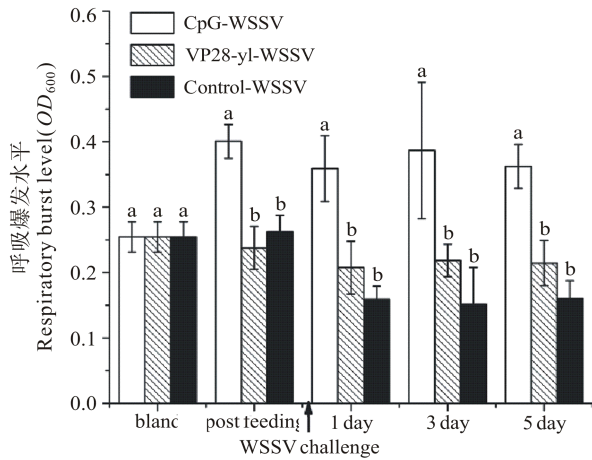 CpG-WSSV
VP28-yl-WSSV
Control-WSSV
呼吸爆发水平
Respiratory burst level(OD600)
0.6
0.5
0.4
0.3
0.2
0.1
0.0
a a a
a b b
a b b
a b b
a b b
blanc post feeding 1 day 3 day 5 day
WSSV challenge